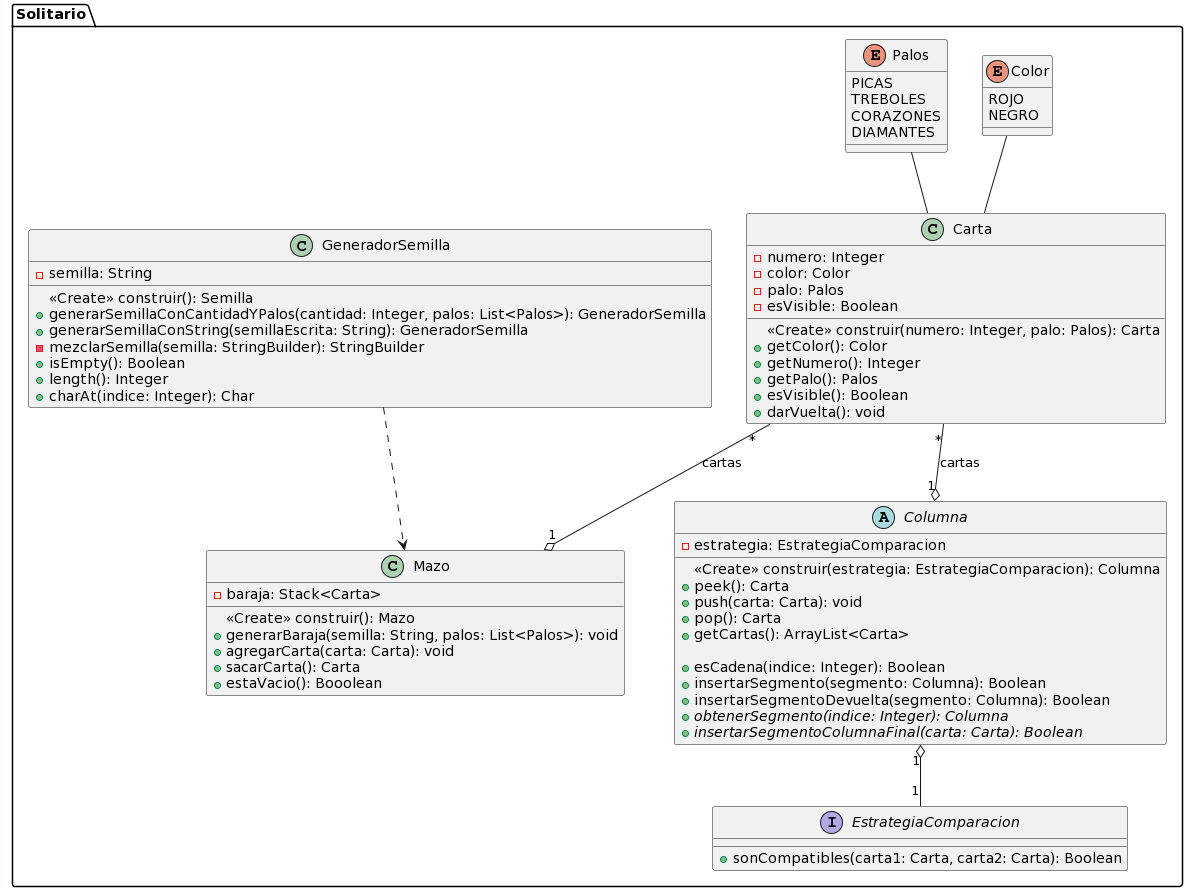 Solitario
E Palos
PICAS
TREBOLES
CORAZONES
DIAMANTES
E Color
ROJO
NEGRO
C GeneradorSemilla
semilla: String
«Create» construir(): Semilla
generarSemillaConCantidadYPalos(cantidad: Integer, palos: List<Palos>): GeneradorSemilla
generarSemillaConString(semillaEscrita: String): GeneradorSemilla
mezclarSemilla(semilla: StringBuilder): StringBuilder
isEmpty(): Boolean
length(): Integer
charAt(indice: Integer): Char
C Carta
numero: Integer
color: Color
palo: Palos
esVisible: Boolean
«Create» construir(numero: Integer, palo: Palos): Carta
getColor(): Color
getNumero(): Integer
getPalo(): Palos
esVisible(): Boolean
darVuelta(): void
*
cartas
1
*
cartas
1
C Mazo
baraja: Stack<Carta>
«Create» construir(): Mazo
generarBaraja(semilla: String, palos: List<Palos>): void
agregarCarta(carta: Carta): void
sacarCarta(): Carta
estaVacio(): Booolean
A Columna
estrategia: EstrategiaComparacion
«Create» construir(estrategia: EstrategiaComparacion): Columna
peek(): Carta
push(carta: Carta): void
pop(): Carta
getCartas(): ArrayList<Carta>
esCadena(indice: Integer): Boolean
insertarSegmento(segmento: Columna): Boolean
insertarSegmentoDevuelta(segmento: Columna): Boolean
obtenerSegmento(indice: Integer): Columna
insertarSegmentoColumnaFinal(carta: Carta): Boolean
1
1
I EstrategiaComparacion
sonCompatibles(carta1: Carta, carta2: Carta): Boolean